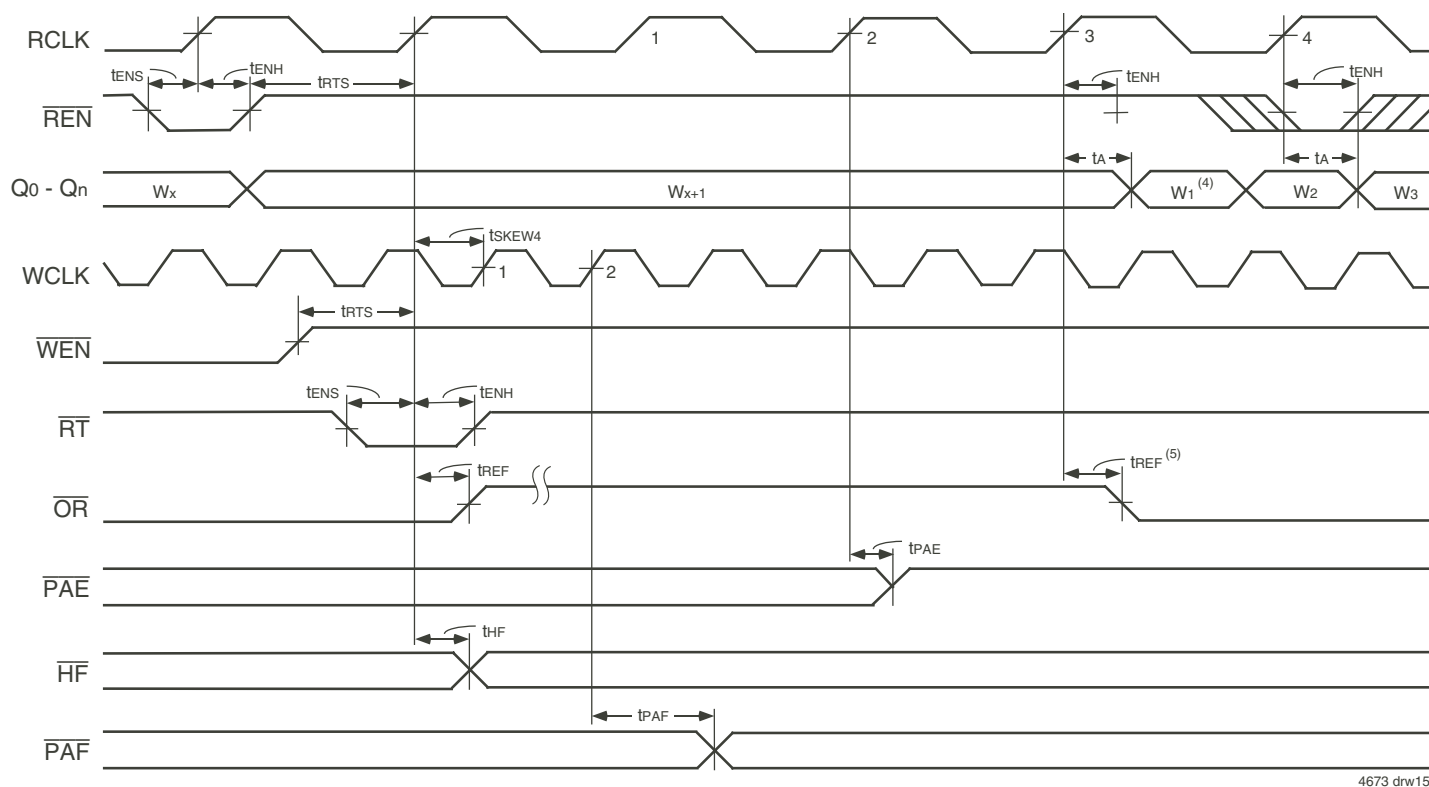 RCLK 1 2 3 4
tENS tENH tRTS tENH tENH
REN
tA tA
Q0 - Qn Wx Wx+1 W1 (4) W2 W3
tSKEW4
WCLK 1 2
tRTS
WEN
tENS tENH
RT
tREF tREF (5)
OR
tPAE
PAE
tHF
HF
tPAF
PAF
4673 drw15